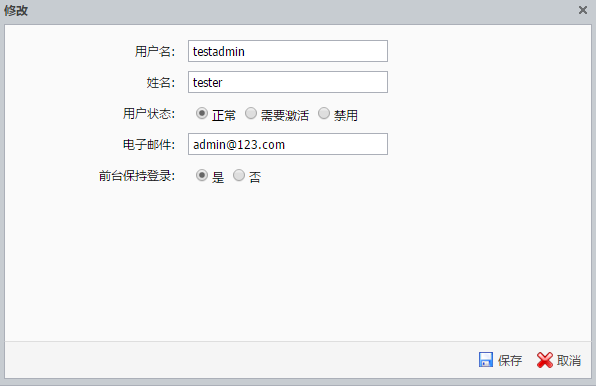 修改
用户名: testadmin
姓名: tester
用户状态: 正常 需要激活 禁用
电子邮件: admin@123.com
前台保持登录: 是 否
保存 取消